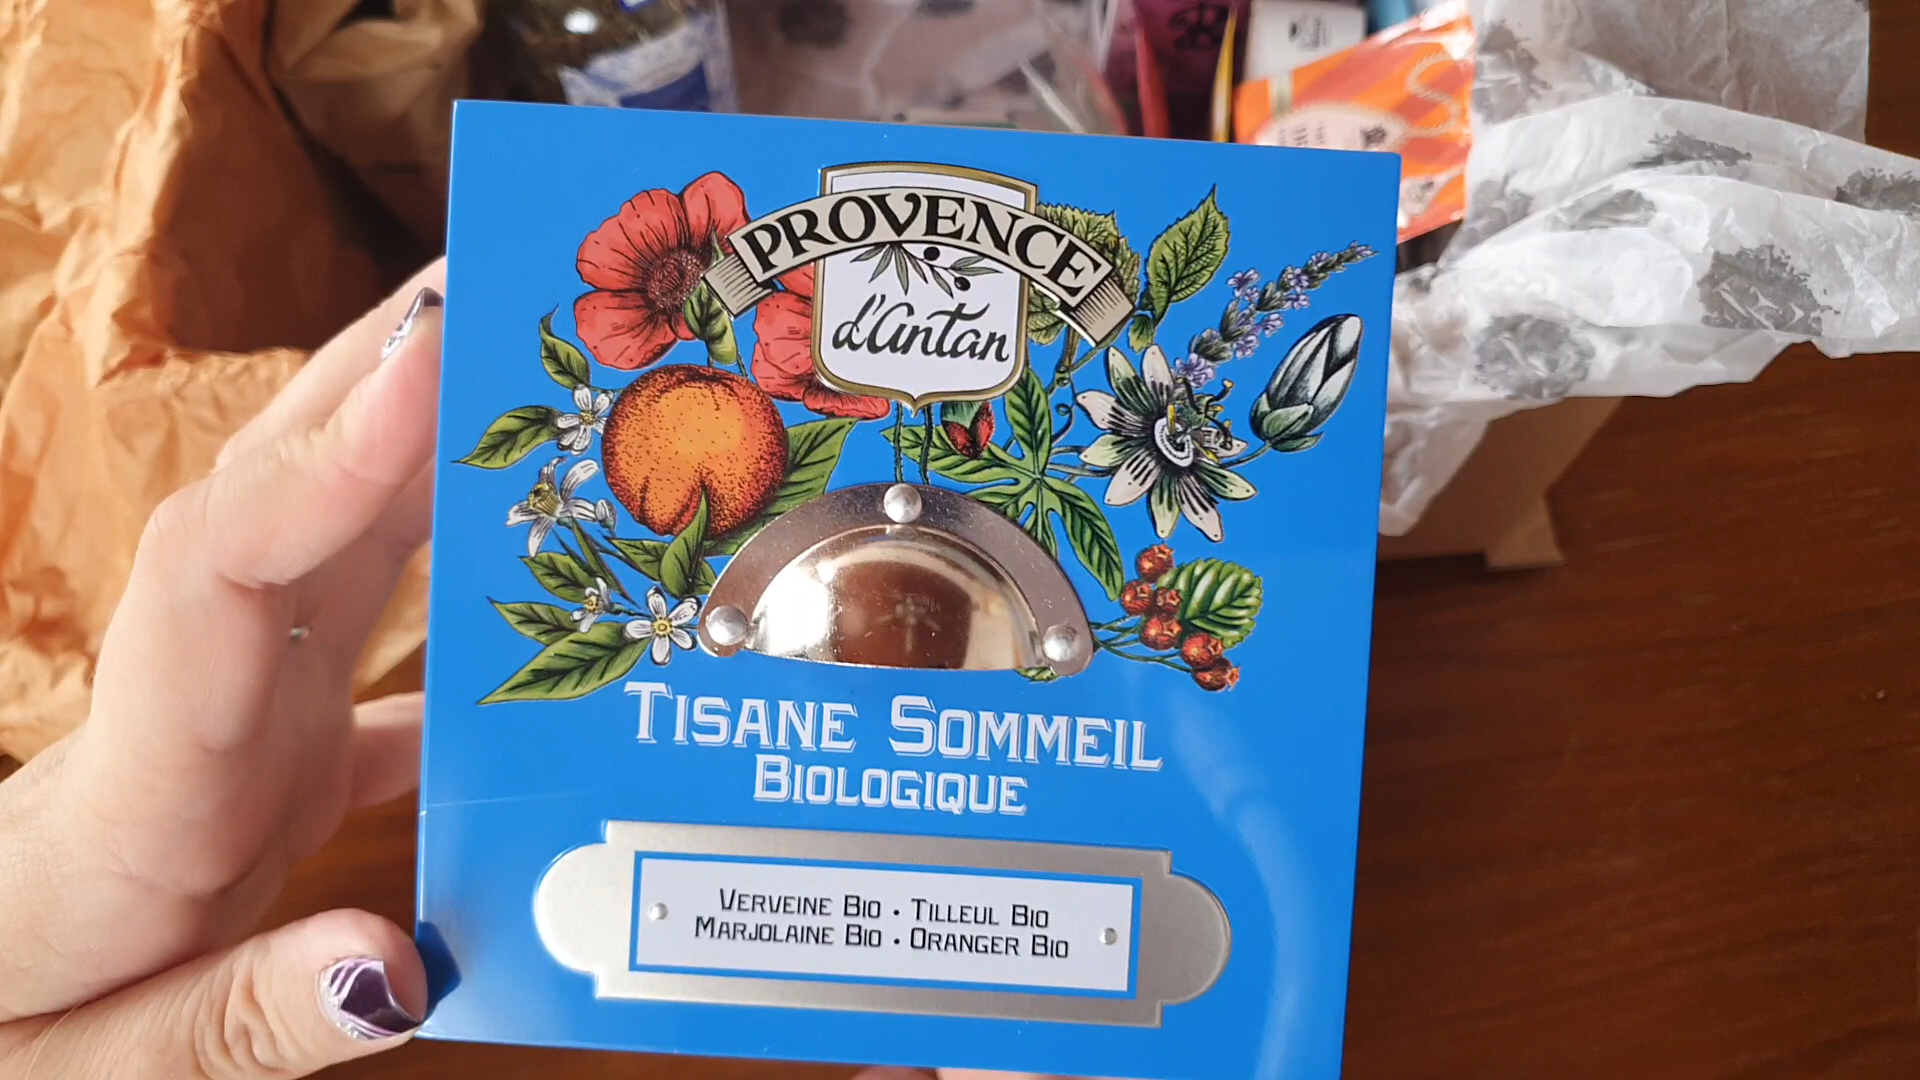 PROVENCE
d'antan
TISANE SOMMEIL
BIOLOGIQUE
VERVEINE BIO • TILLEUL BIO
MARJOLAINE BIO • ORANGER BIO